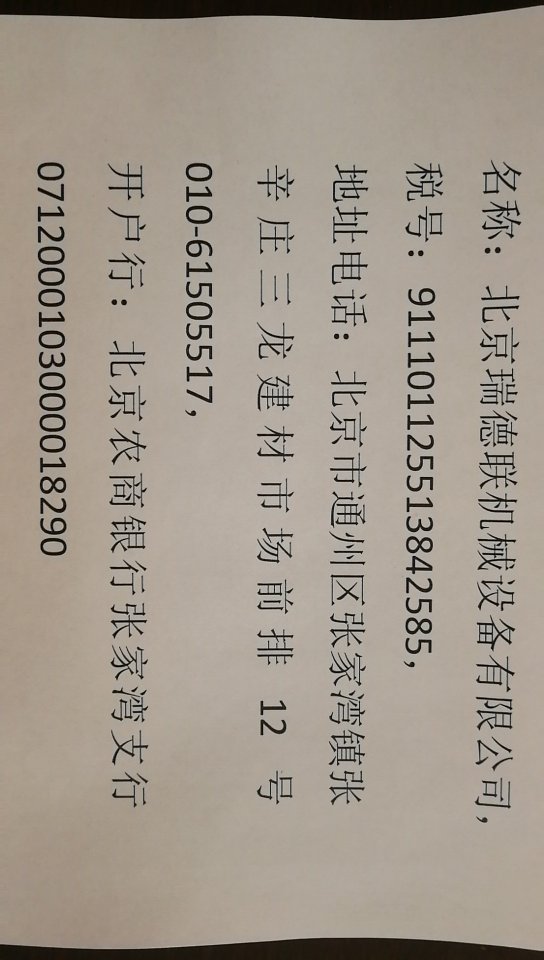 名称：北京瑞德联机械设备有限公司，
税号：911101125513842585，
地址电话：北京市通州区张家湾镇张
辛庄三龙建材市场前排 12 号
010-61505517，
开户行：北京农商银行张家湾支行
0712000103000018290